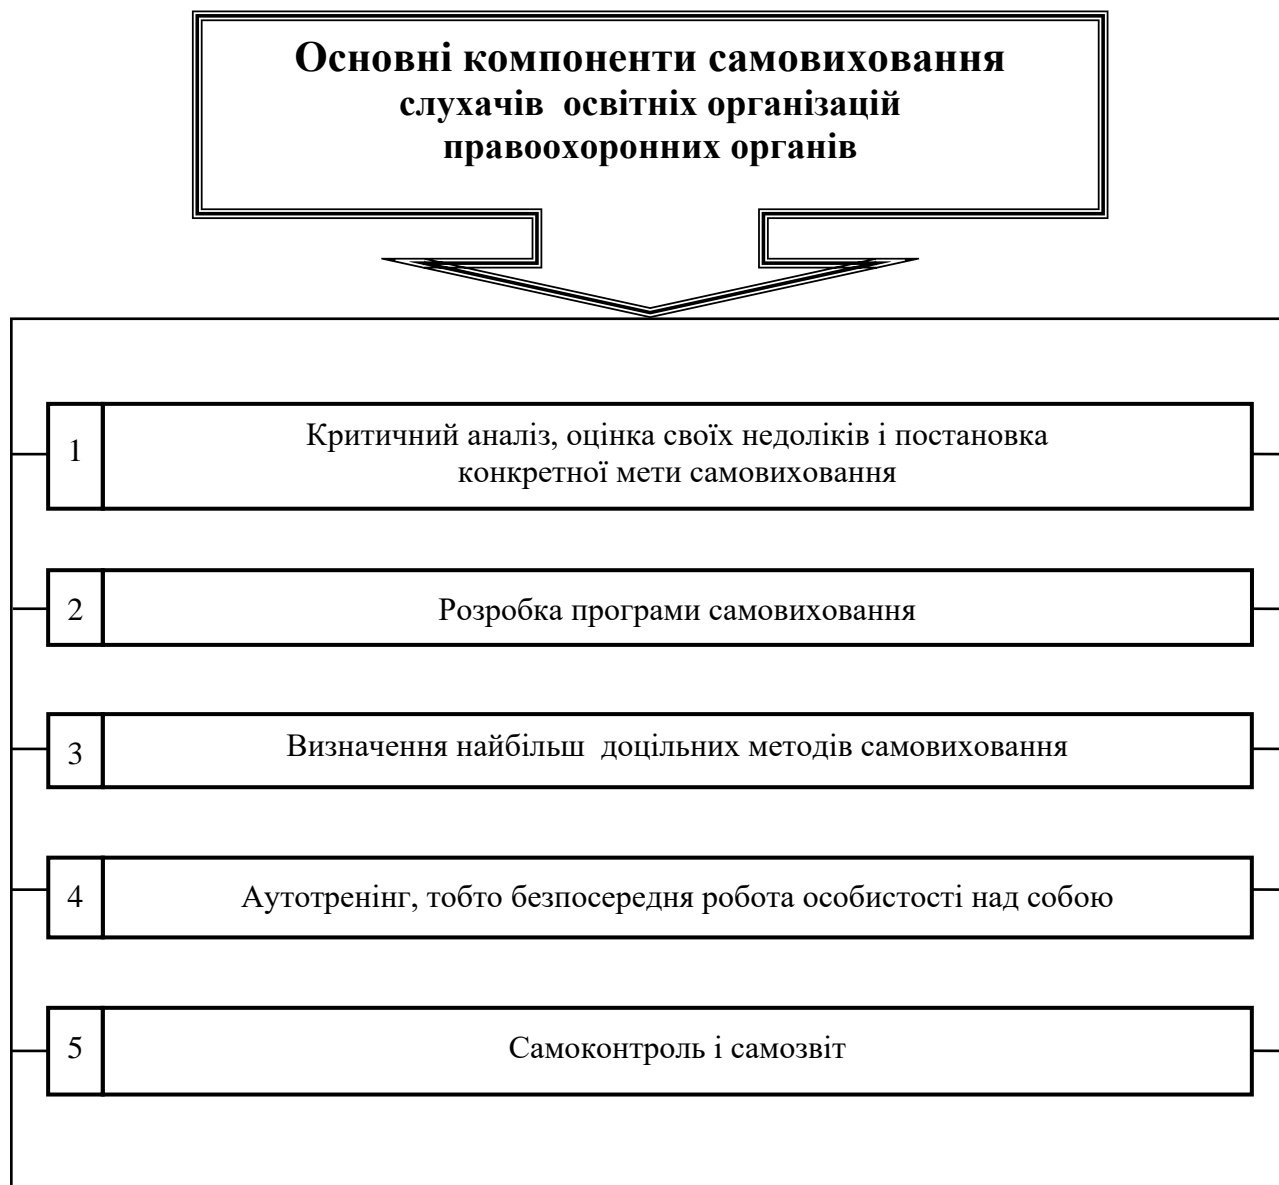 Основні компоненти самовиховання
слухачів освітніх організацій
правоохоронних органів
1
Критичний аналіз, оцінка своїх недоліків і постановка
конкретної мети самовиховання
2
Розробка програми самовиховання
3
Визначення найбільш доцільних методів самовиховання
4
Аутотренінг, тобто безпосередня робота особистості над собою
5
Самоконтроль і самозвіт